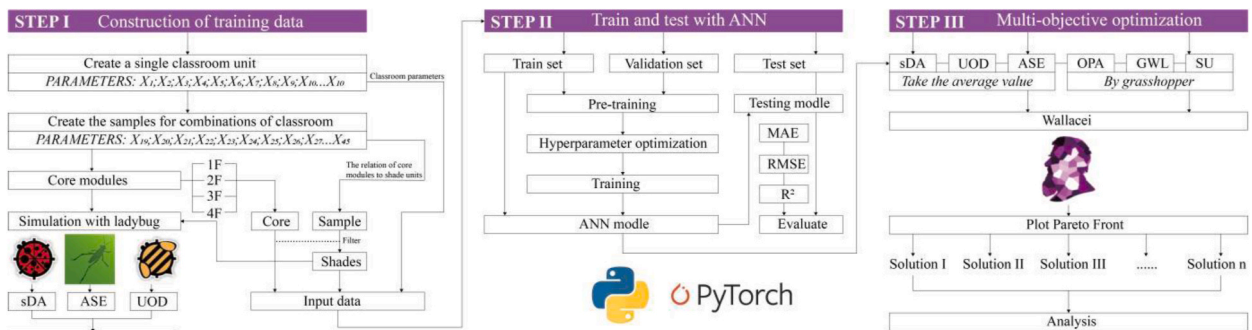 STEP I Construction of training data
Create a single classroom unit
PARAMETERS: X₁;X₂;X₃;X₄;X₅;X₆;X₇;X₈;X₉;X₁₀...X₁₀
Classroom parameters
Create the samples for combinations of classroom
PARAMETERS: X₁₉;X₂₀;X₂₁;X₂₂;X₂₃;X₂₄;X₂₅;X₂₆;X₂₇...X₄₅
The relation of core
modules to shade units
Core modules
1F
2F
3F
4F
Simulation with ladybug
Core
Sample
Filter
Shades
sDA
ASE
UOD
Input data
STEP II Train and test with ANN
Train set
Validation set
Test set
Pre-training
Testing modle
Hyperparameter optimization
MAE
RMSE
R²
Training
ANN modle
Evaluate
PyTorch
STEP III Multi-objective optimization
sDA
UOD
ASE
OPA
GWL
SU
Take the average value
By grasshopper
Wallacei
Plot Pareto Front
Solution I
Solution II
Solution III
......
Solution n
Analysis